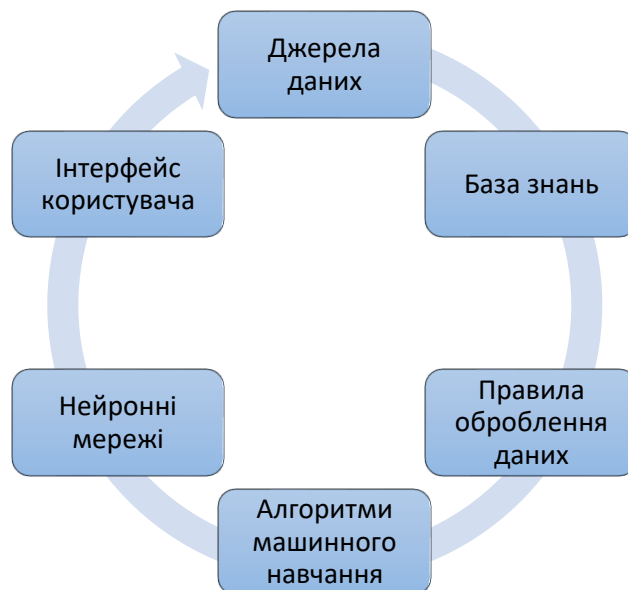 Джерела
даних
База знань
Правила
оброблення
даних
Алгоритми
машинного
навчання
Нейронні
мережі
Інтерфейс
користувача